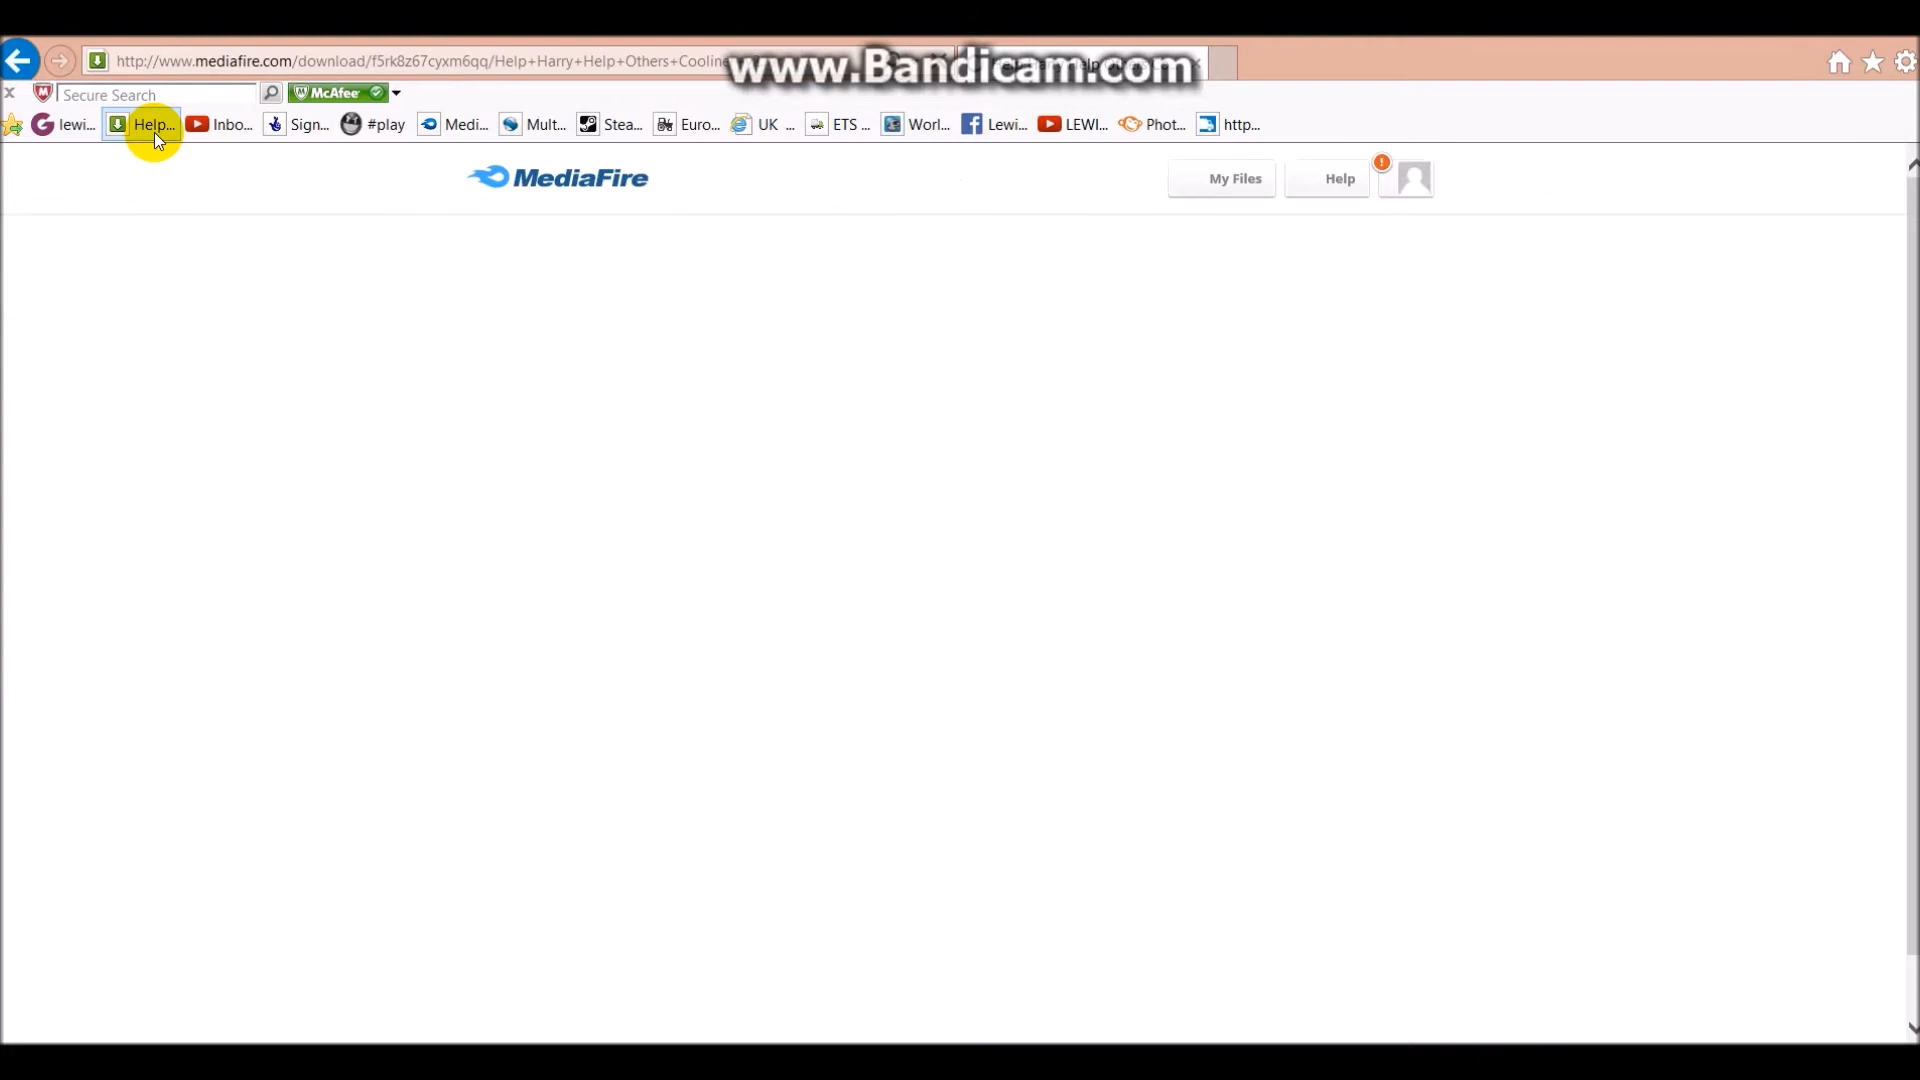 www.Bandicam.com
http://www.mediafire.com/download/f5rk8z67cyxm6qq/Help+Harry+Help+Others+Cooline
Secure Search
McAfee
lewi... Help... Inbo... Sign... #play Medi... Mult... Stea... Euro... UK ... ETS ... Worl... Lewi... LEWI... Phot... http...
MediaFire
My Files
Help